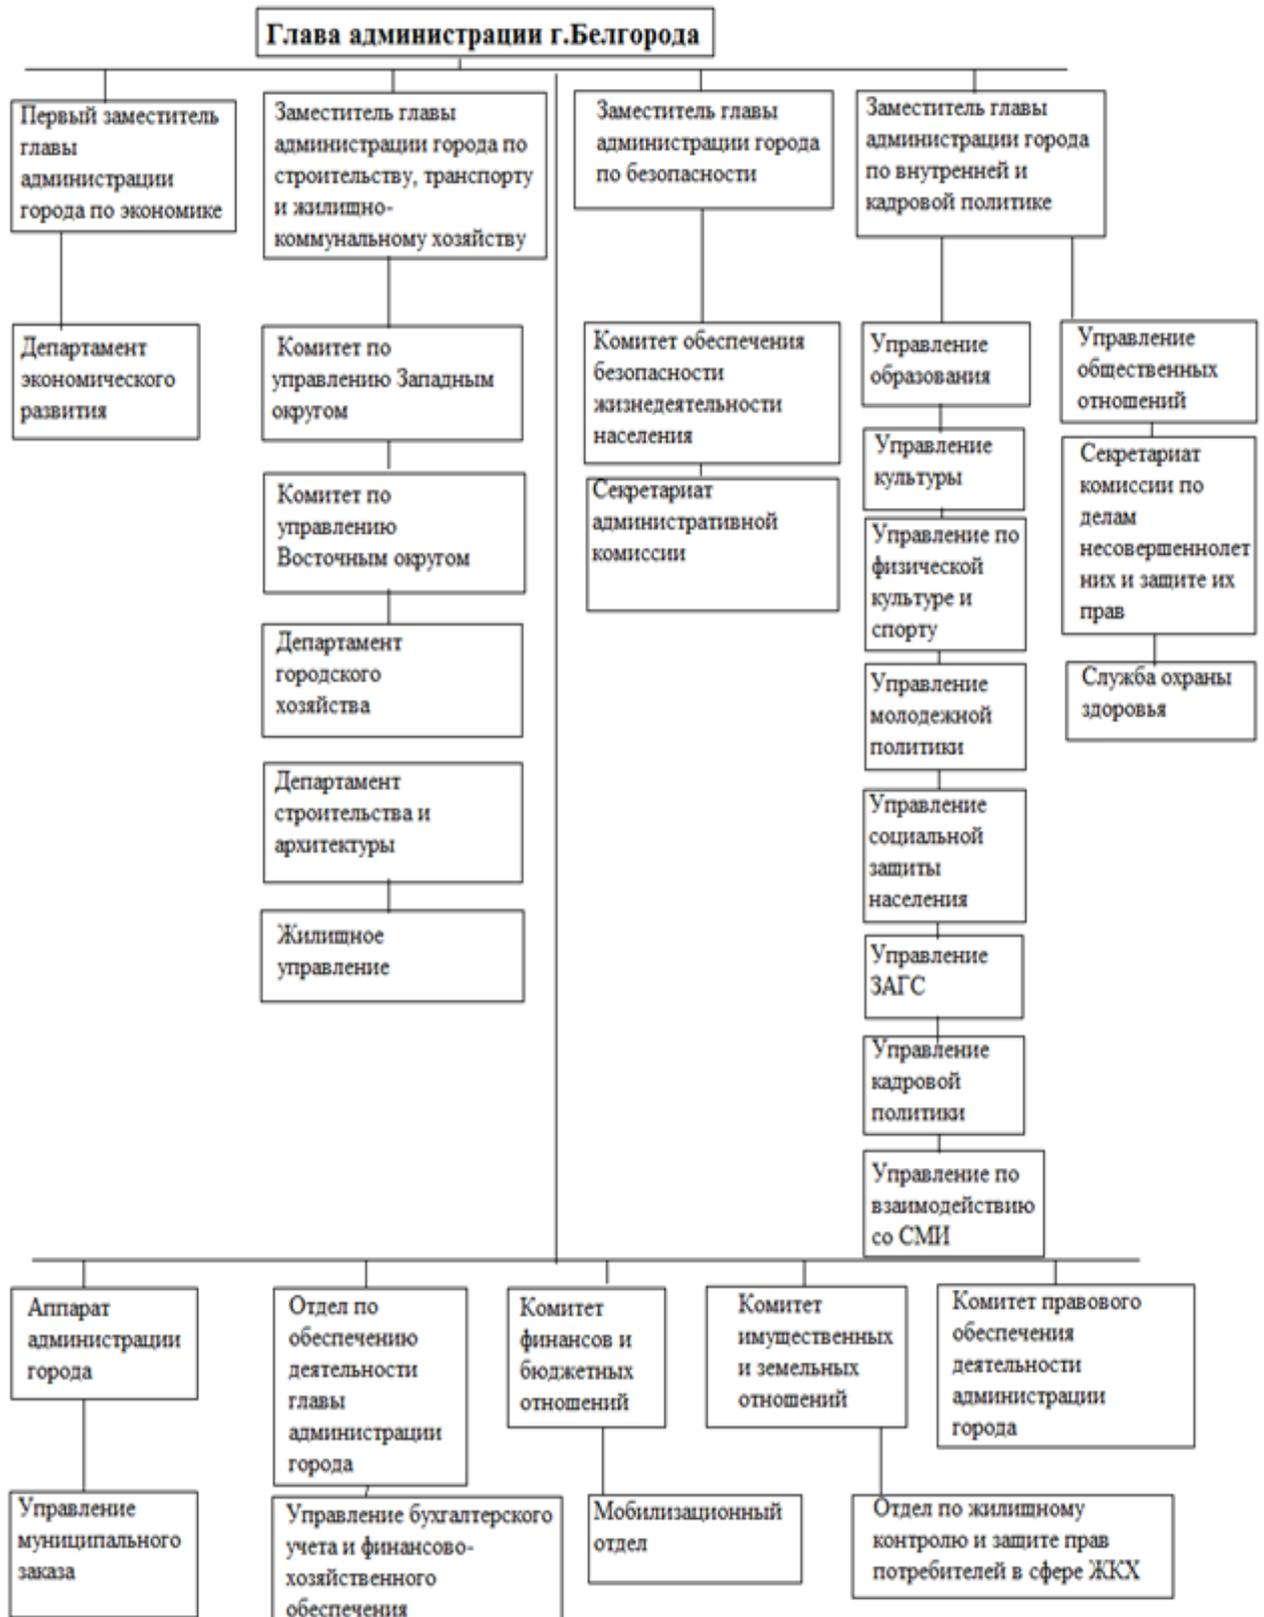 Глава администрации г.Белгорода
Первый заместитель
главы
администрации
города по экономике
Заместитель главы
администрации города по
строительству, транспорту
и жилищно-
коммунальному хозяйству
Заместитель главы
администрации города
по безопасности
Заместитель главы
администрации города
по внутренней и
кадровой политике
Департамент
экономического
развития
Комитет по
управлению Западным
округом
Комитет по
управлению
Восточным округом
Департамент
городского
хозяйства
Департамент
строительства и
архитектуры
Жилищное
управление
Комитет обеспечения
безопасности
жизнедеятельности
населения
Секретариат
административной
комиссии
Управление
образования
Управление
культуры
Управление по
физической
культуре и
спорту
Управление
молодежной
политики
Управление
социальной
защиты
населения
Управление
ЗАГС
Управление
кадровой
политики
Управление по
взаимодействию
со СМИ
Управление
общественных
отношений
Секретариат
комиссии по
делам
несовершеннолет
них и защите их
прав
Служба охраны
здоровья
Аппарат
администрации
города
Отдел по
обеспечению
деятельности
главы
администрации
города
Комитет
финансов и
бюджетных
отношений
Комитет
имущественных
и земельных
отношений
Комитет правового
обеспечения
деятельности
администрации
города
Управление
муниципального
заказа
Управление бухгалтерского
учета и финансово-
хозяйственного
обеспечения
Мобилизационный
отдел
Отдел по жилищному
контролю и защите прав
потребителей в сфере ЖКХ